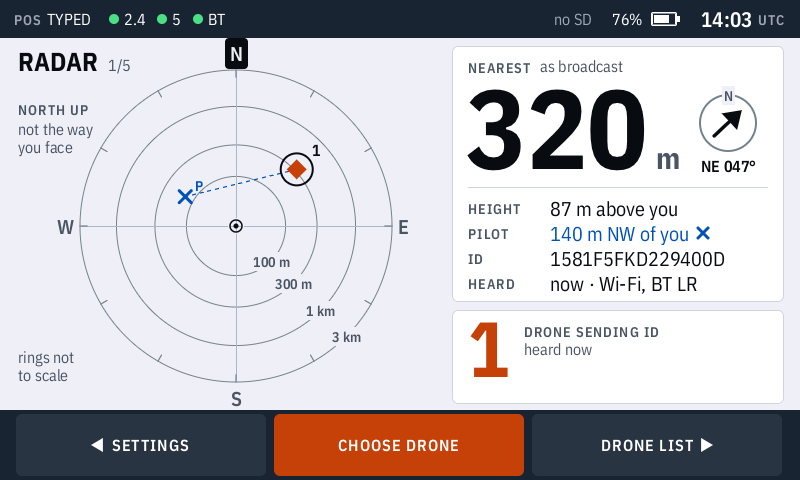 POS TYPED 2.4 5 BT no SD 76% 14:03 UTC
RADAR 1/5
N
NORTH UP
not the way
you face
1
P
W
E
100 m
300 m
1 km
3 km
rings not
to scale
S
NEAREST as broadcast
320 m
N
NE 047°
HEIGHT 87 m above you
PILOT 140 m NW of you
ID 1581F5FKD229400D
HEARD now · Wi-Fi, BT LR
1 DRONE SENDING ID
heard now
SETTINGS
CHOOSE DRONE
DRONE LIST